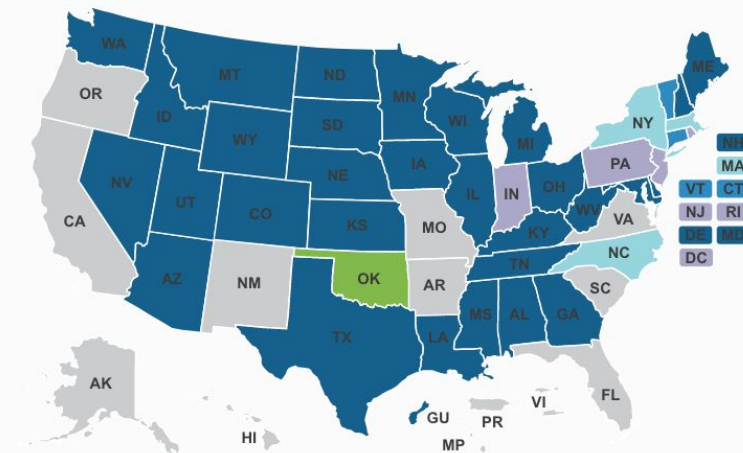 WA
MT
ND
MN
ME
OR
ID
SD
WI
NY
WY
MI
NH
IA
MA
NE
PA
NV
IL
IN
OH
VT
CT
UT
CO
WV
NJ
RI
CA
KS
MO
KY
VA
DE
MD
NC
DC
TN
AZ
NM
OK
AR
SC
MS
AL
GA
TX
LA
AK
FL
VI
GU
PR
HI
MP